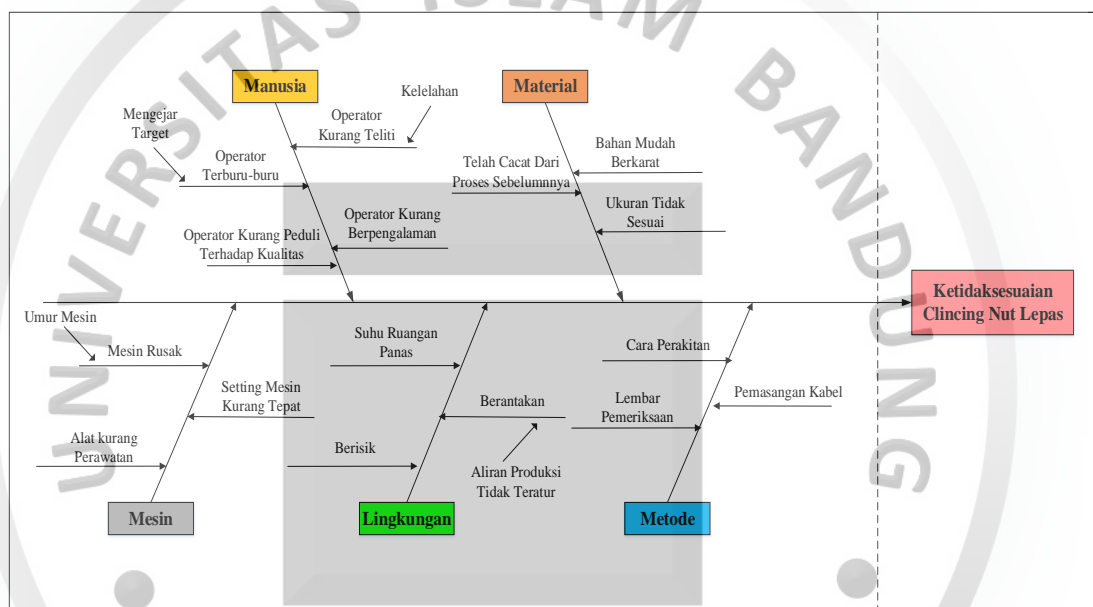 UNIVERSITAS ISLAM BANDUNG
Manusia
Material
Kelelahan
Mengejar
Target
Operator
Kurang Teliti
Operator
Terburu-buru
Telah Cacat Dari
Proses Sebelumnnya
Bahan Mudah
Berkarat
Operator Kurang
Berpengalaman
Ukuran Tidak
Sesuai
Operator Kurang Peduli
Terhadap Kualitas
Ketidaksesuaian
Clincing Nut Lepas
Umur Mesin
Mesin Rusak
Suhu Ruangan
Panas
Cara Perakitan
Setting Mesin
Kurang Tepat
Berantakan
Lembar
Pemeriksaan
Pemasangan Kabel
Alat kurang
Perawatan
Berisik
Aliran Produksi
Tidak Teratur
Mesin
Lingkungan
Metode